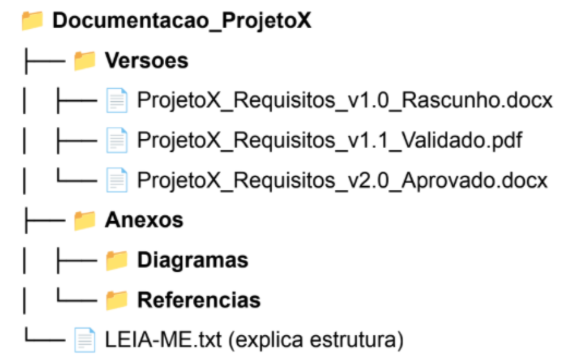 Documentacao_ProjetoX
Versoes
ProjetoX_Requisitos_v1.0_Rascunho.docx
ProjetoX_Requisitos_v1.1_Validado.pdf
ProjetoX_Requisitos_v2.0_Aprovado.docx
Anexos
Diagramas
Referencias
LEIA-ME.txt (explica estrutura)